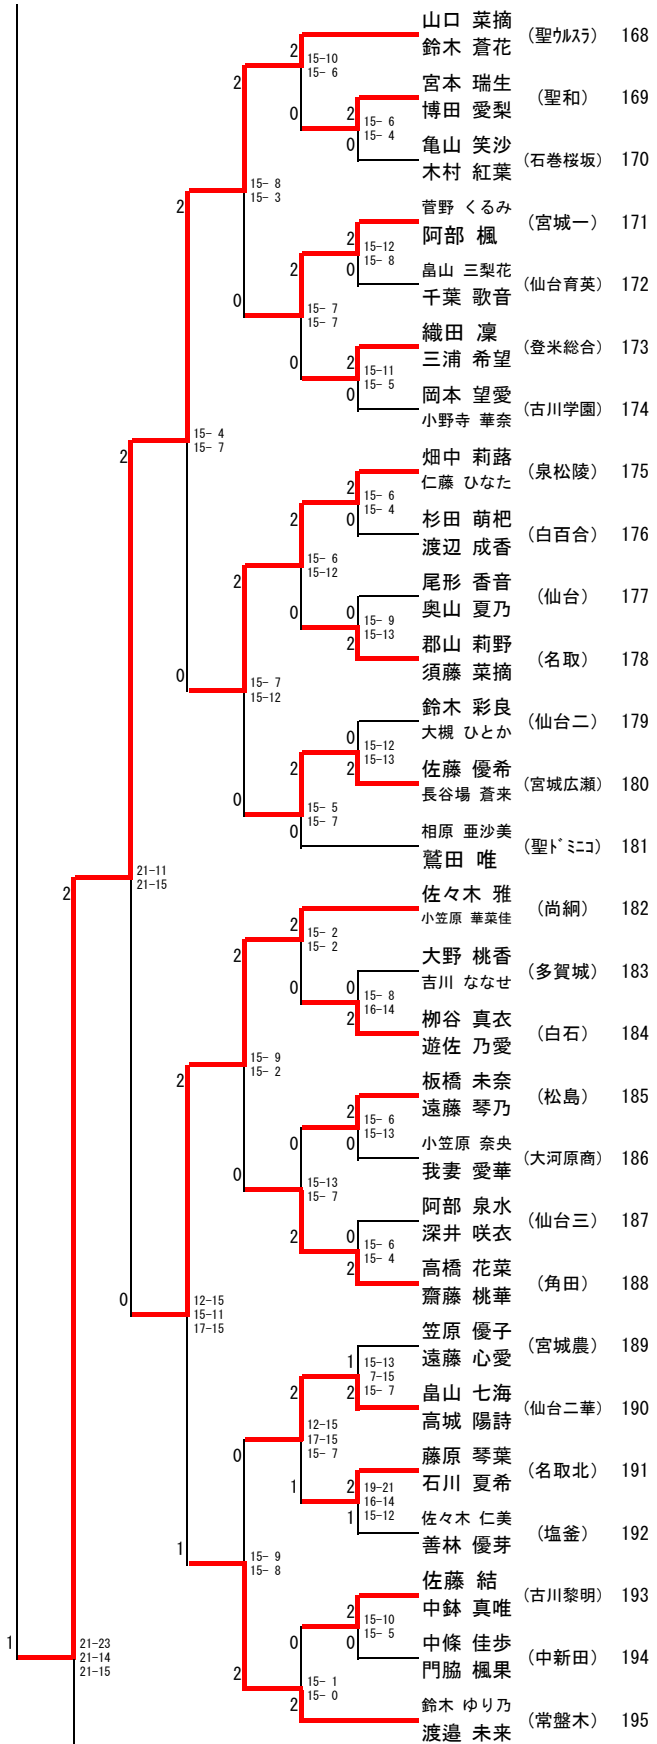 山口 菜摘
鈴木 蒼花
（聖ウルスラ） 168
2
15-10
15- 6
2
宮本 瑞生
博田 愛梨
（聖和） 169
0
2
15- 6
15- 4
0
亀山 笑沙
木村 紅葉
（石巻桜坂） 170
15- 8
15- 3
2
菅野 くるみ
阿部 楓
（宮城一） 171
2
15-12
15- 8
0
2
畠山 三梨花
千葉 歌音
（仙台育英） 172
0
15- 7
15- 7
織田 凜
三浦 希望
（登米総合） 173
0
2
15-11
15- 5
0
岡本 望愛
小野寺 華奈
（古川学園） 174
15- 4
15- 7
2
畑中 莉蕗
仁藤 ひなた
（泉松陵） 175
2
15- 6
15- 4
0
2
杉田 萌杷
渡辺 成香
（白百合） 176
15- 6
15-12
2
尾形 香音
奥山 夏乃
（仙台） 177
0
0
15- 9
15-13
2
郡山 莉野
須藤 菜摘
（名取） 178
0
15- 7
15-12
鈴木 彩良
大槻 ひとか
（仙台二） 179
0
15-12
15-13
2
2
佐藤 優希
長谷場 蒼来
（宮城広瀬） 180
0
15- 5
15- 7
0
相原 亜沙美
鷲田 唯
（聖ﾄﾞﾐﾆｺ） 181
21-11
21-15
2
佐々木 雅
小笠原 華菜佳
（尚絅） 182
2
15- 2
15- 2
2
大野 桃香
吉川 ななせ
（多賀城） 183
0
0
15- 8
16-14
2
栁谷 真衣
遊佐 乃愛
（白石） 184
15- 9
15- 2
2
板橋 未奈
遠藤 琴乃
（松島） 185
2
15- 6
15-13
0
0
小笠原 奈央
我妻 愛華
（大河原商） 186
0
15-13
15- 7
阿部 泉水
深井 咲衣
（仙台三） 187
2
0
15- 6
15- 4
2
高橋 花菜
齋藤 桃華
（角田） 188
0
12-15
15-11
17-15
笠原 優子
遠藤 心愛
（宮城農） 189
1
15-13
7-15
15- 7
2
2
畠山 七海
高城 陽詩
（仙台二華） 190
12-15
17-15
15- 7
0
藤原 琴葉
石川 夏希
（名取北） 191
1
2
19-21
16-14
15-12
1
佐々木 仁美
善林 優芽
（塩釜） 192
1
15- 9
15- 8
佐藤 結
中鉢 真唯
（古川黎明） 193
2
15-10
15- 5
0
0
中條 佳歩
門脇 楓果
（中新田） 194
1
21-23
21-14
21-15
2
15- 1
15- 0
2
鈴木 ゆり乃
渡邉 未来
（常盤木） 195